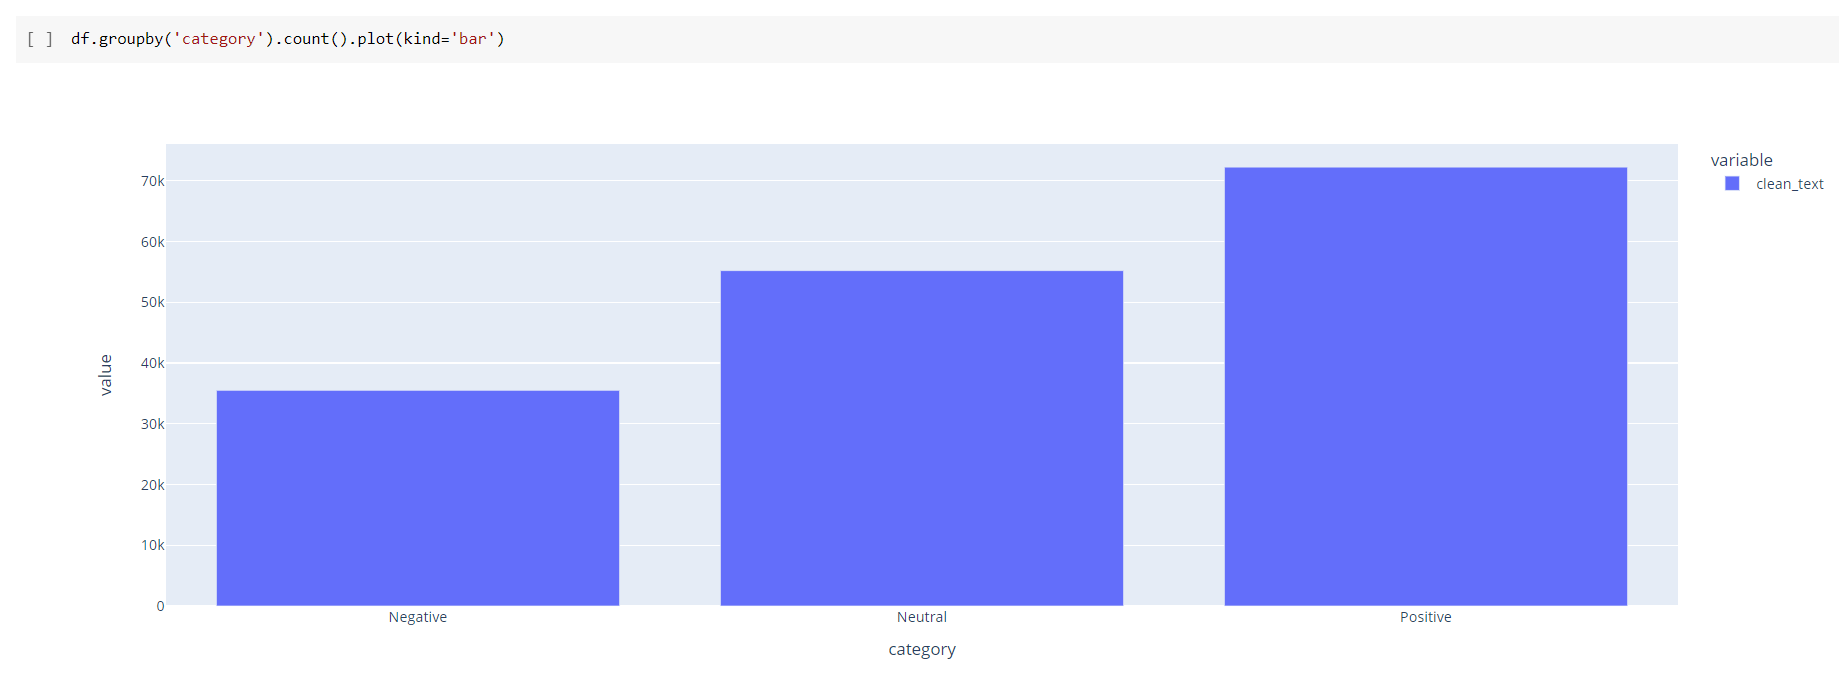 [ ] df.groupby('category').count().plot(kind='bar')
variable
clean_text
value
70k
60k
50k
40k
30k
20k
10k
0
Negative Neutral Positive
category